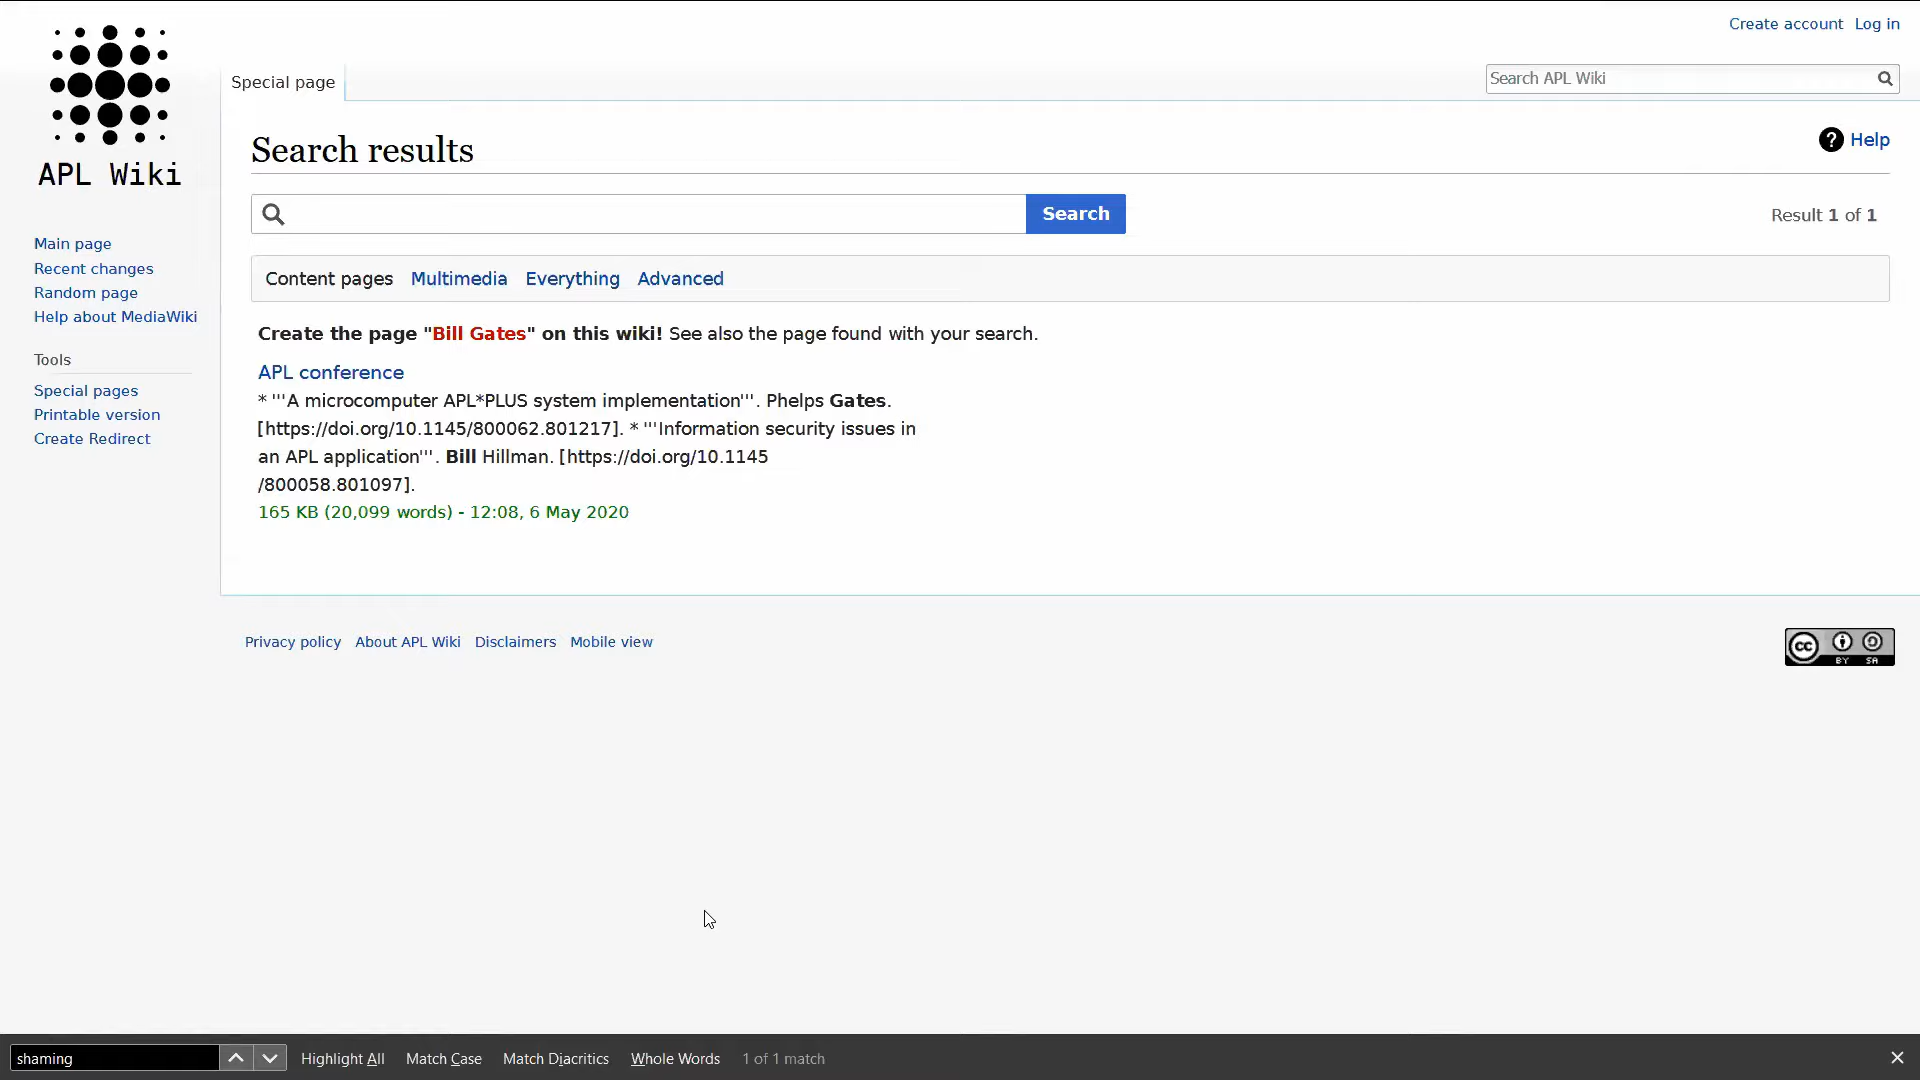 Create account Log in
Special page
Search APL Wiki
APL Wiki
Search results
Help
Search
Result 1 of 1
Main page
Recent changes
Random page
Help about MediaWiki
Tools
Special pages
Printable version
Create Redirect
Content pages Multimedia Everything Advanced
Create the page "Bill Gates" on this wiki! See also the page found with your search.
APL conference
* '''A microcomputer APL*PLUS system implementation'''. Phelps Gates.
[https://doi.org/10.1145/800062.801217]. * '''Information security issues in
an APL application'''. Bill Hillman. [https://doi.org/10.1145
/800058.801097].
165 KB (20,099 words) - 12:08, 6 May 2020
Privacy policy About APL Wiki Disclaimers Mobile view
cc BY SA
shaming Highlight All Match Case Match Diacritics Whole Words 1 of 1 match